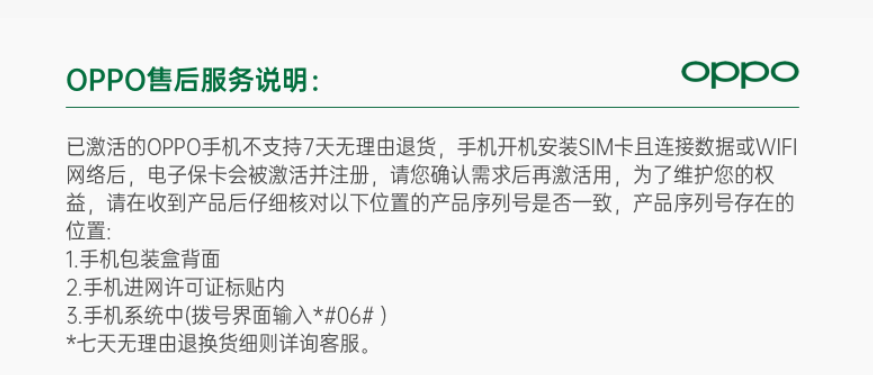 OPPO售后服务说明：
oppo
已激活的OPPO手机不支持7天无理由退货，手机开机安装SIM卡且连接数据或WIFI
网络后，电子保卡会被激活并注册，请您确认需求后再激活用，为了维护您的权
益，请在收到产品后仔细核对以下位置的产品序列号是否一致，产品序列号存在的
位置:
1.手机包装盒背面
2.手机进网许可证标贴内
3.手机系统中(拨号界面输入*#06# )
*七天无理由退换货细则详询客服。